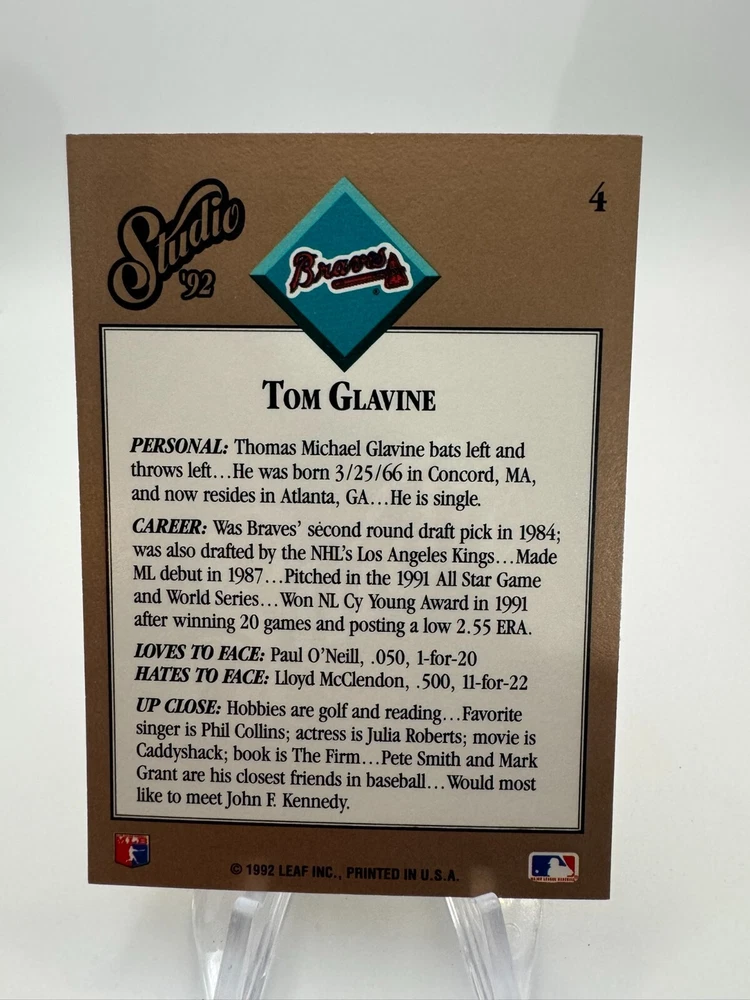 Studio
'92
4
Braves
TOM GLAVINE
PERSONAL: Thomas Michael Glavine bats left and
throws left...He was born 3/25/66 in Concord, MA,
and now resides in Atlanta, GA...He is single.
CAREER: Was Braves' second round draft pick in 1984;
was also drafted by the NHL's Los Angeles Kings...Made
ML debut in 1987...Pitched in the 1991 All Star Game
and World Series...Won NL Cy Young Award in 1991
after winning 20 games and posting a low 2.55 ERA.
LOVES TO FACE: Paul O'Neill, .050, 1-for-20
HATES TO FACE: Lloyd McClendon, .500, 11-for-22
UP CLOSE: Hobbies are golf and reading...Favorite
singer is Phil Collins; actress is Julia Roberts; movie is
Caddyshack; book is The Firm...Pete Smith and Mark
Grant are his closest friends in baseball...Would most
like to meet John F. Kennedy.
© 1992 LEAF INC., PRINTED IN U.S.A.